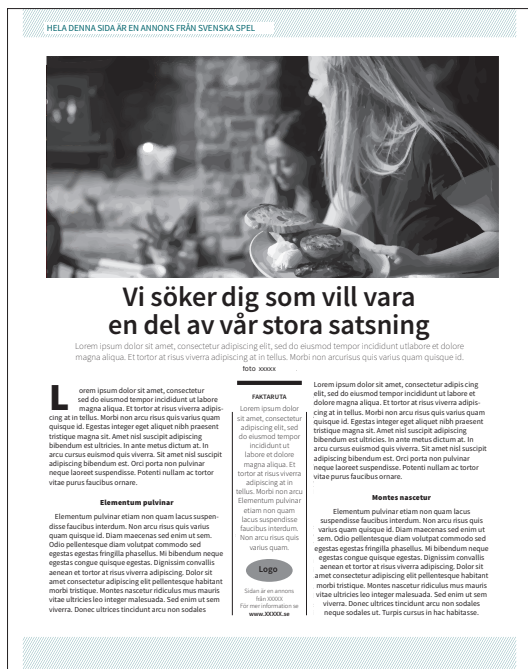 HELA DENNA SIDA ÄR EN ANNONS FRÅN SVENSKA SPEL
Vi söker dig som vill vara
en del av vår stora satsning
Lorem ipsum dolor sit amet, consectetur adipiscing elit, sed do eiusmod tempor incididunt utlabore et dolore
magna aliqua. Et tortor at risus viverra adipiscing at in tellus. Morbi non arcurisus quis varius quam quisque id.
foto xxxxx
Lorem ipsum dolor sit amet, consectetur
sed do eiusmod tempor incididunt ut labore
magna aliqua. Et tortor at risus viverra adipis-
cing at in tellus. Morbi non arcu risus quis varius quam
quisque id. Egestas integer eget aliquet nibh praesent
tristique magna sit. Amet nisl suscipit adipiscing
bibendum est ultricies. In ante metus dictum at. In
arcu cursus euismod quis viverra. Sit amet consectetur
adipiscing bibendum est. Orci porta non pulvinar
neque laoreet suspendisse. Potenti nullam ac tortor
vitae purus faucibus ornare.
Elementum pulvinar
Elementum pulvinar etiam non quam lacus suspen-
disse faucibus interdum. Non arcu risus quis varius
quam quisque id. Diam maecenas sed enim ut sem.
Odio pellentesque diam volutpat commodo sed
egestas egestas fringilla phasellus. Mi bibendum neque
egestas congue quisque egestas. Dignissim convallis
aenean et tortor at risus viverra adipiscing. Dolor sit
amet consectetur adipiscing elit pellentesque habitant
morbi tristique. Montes nascetur ridiculus mus mauris
vitae ultricies leo integer malesuada. Sed enim ut sem
viverra. Donec ultrices tincidunt arcu non sodales
FAKTARUTA
Lorem ipsum dolor
sit amet, consectetur
adipiscing elit, sed
do eiusmod tempor
incididunt ut
labore et dolore
magna aliqua. Et
tortor at risus viverra
adipiscing at in
tellus. Morbi non arcu
Elementum pulvinar
etiam non quam
lacus suspendisse
faucibus interdum.
Non arcu risus quis
varius quam.
Logo
Sidan är en annons
från XXXXX
För mer information se
www.XXXXX.se
Lorem ipsum dolor sit amet, consectetur adipis cing
elit, sed do eiusmod tempor incididunt ut labore et
dolore magna aliqua. Et tortor at risus viverra adipis-
cing at in tellus. Morbi non arcu risus quis varius quam
quisque id. Egestas integer eget aliquet nibh praesent
tristique magna sit. Amet nisl suscipit adipiscing
bibendum est ultricies. In ante metus dictum at. In
arcu cursus euismod quis viverra. Sit amet consectetur
adipiscing bibendum est. Orci porta non pulvinar
neque laoreet suspendisse. Potenti nullam ac tortor
vitae purus faucibus ornare.
Montes nascetur
Elementum pulvinar etiam non quam lacus
suspendisse faucibus interdum. Non arcu risus quis
varius quam quisque id. Diam maecenas sed enim ut
sem. Odio pellentesque diam volutpat commodo sed
egestas egestas fringilla phasellus. Mi bibendum neque
egestas congue quisque egestas. Dignissim convallis
aenean et tortor at risus viverra adipiscing. Dolor sit
amet consectetur adipiscing elit pellentesque habitant
morbi tristique. Montes nascetur ridiculus mus mauris
vitae ultricies leo integer malesuada. Sed enim ut sem
viverra. Donec ultrices tincidunt arcu non sodales
neque sodales ut. Turpis cursus in hac habitasse.